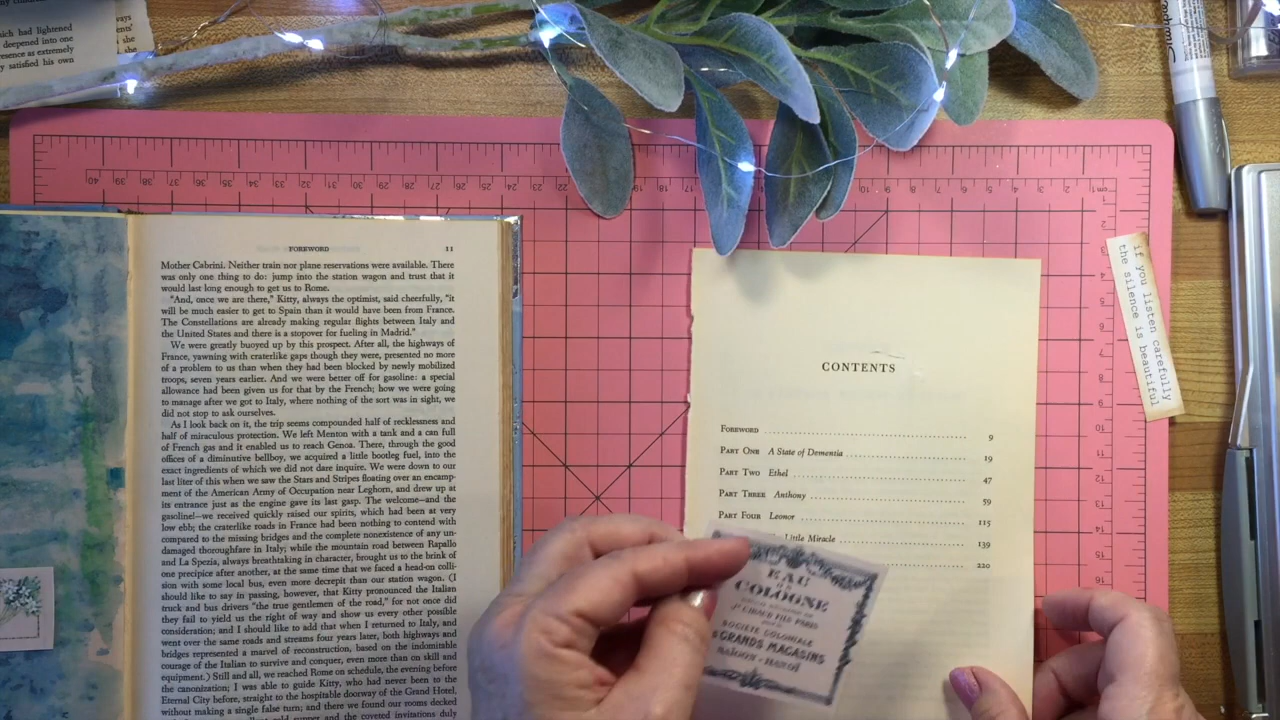 which had lightened
deepened into one
presence as extremely
satisfied his own
ways
ents'
FOREWORD 11
Mother Cabrini. Neither train nor plane reservations were available. There
was only one thing to do: jump into the station wagon and trust that it
would last long enough to get us to Rome.
"And, once we are there," Kitty, always the optimist, said cheerfully, "it
will be much easier to get to Spain than it would have been from France.
The Constellations are already making regular flights between Italy and
the United States and there is a stopover for fueling in Madrid."
We were greatly buoyed up by this prospect. After all, the highways of
France, yawning with craterlike gaps though they were, presented no more
of a problem to us than when they had been blocked by newly mobilized
troops, seven years earlier. And we were better off for gasoline: a special
allowance had been given us for that by the French; how we were going
to manage after we got to Italy, where nothing of the sort was in sight, we
did not stop to ask ourselves.
As I look back on it, the trip seems compounded half of recklessness and
half of miraculous protection. We left Menton with a tank and a can full
of French gas and it enabled us to reach Genoa. There, through the good
offices of a diminutive bellboy, we acquired a little bootleg fuel, into the
exact ingredients of which we did not dare inquire. We were down to our
last liter of this when we saw the Stars and Stripes floating over an encamp-
ment of the American Army of Occupation near Leghorn, and drew up at
its entrance just as the engine gave its last gasp. The welcome—and the
gasoline!—we received quickly raised our spirits, which had been at very
low ebb; the craterlike roads in France had been nothing to contend with
compared to the missing bridges and the complete nonexistence of any un-
damaged thoroughfare in Italy; while the mountain road between Rapallo
and La Spezia, always breathtaking in character, brought us to the brink of
one precipice after another, at the same time that we faced a head-on colli-
sion with some local bus, even more decrepit than our station wagon. (I
should like to say in passing, however, that Kitty pronounced the Italian
truck and bus drivers "the true gentlemen of the road," for not once did
they fail to yield us the right of way and show us every other possible
consideration; and I should like to add that when I returned to Italy, and
went over the same roads and streams four years later, both highways and
bridges represented a marvel of reconstruction, based on the indomitable
courage of the Italian to survive and conquer, even more than on skill and
equipment.) Still and all, we reached Rome on schedule, the evening before
the canonization; I was able to guide Kitty, who had never been to the
Eternal City before, straight to the hospitable doorway of the Grand Hotel,
without making a single false turn; and there we found our rooms decked
CONTENTS
FOREWORD 9
PART ONE A State of Dementia 19
PART TWO Ethel 47
PART THREE Anthony 59
PART FOUR Leonor 115
Little Miracle 139
220
EAU
COLOGNE
JH GIRAUD FILS PARIS
SOCIÉTÉ COLONIALE
GRANDS MAGASINS
SAIGON - HANOI
if you listen carefully
the silence is beautiful
40 39 38 37 36 35